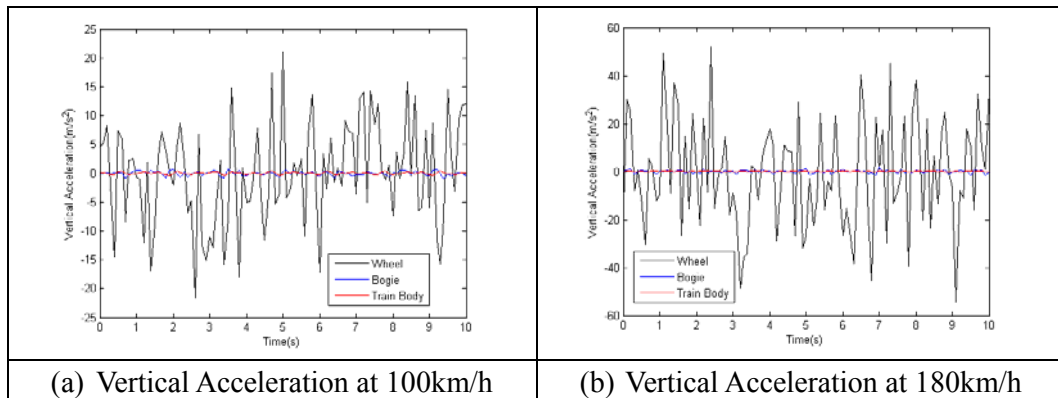 25
20
15
10
5
0
-5
-10
-15
-20
-25
Vertical Acceleration(m/s²)
Wheel
Bogie
Train Body
0 1 2 3 4 5 6 7 8 9 10
Time(s)
60
40
20
0
-20
-40
-60
Vertical Acceleration(m/s²)
Wheel
Bogie
Train Body
0 1 2 3 4 5 6 7 8 9 10
Time(s)
(a) Vertical Acceleration at 100km/h
(b) Vertical Acceleration at 180km/h